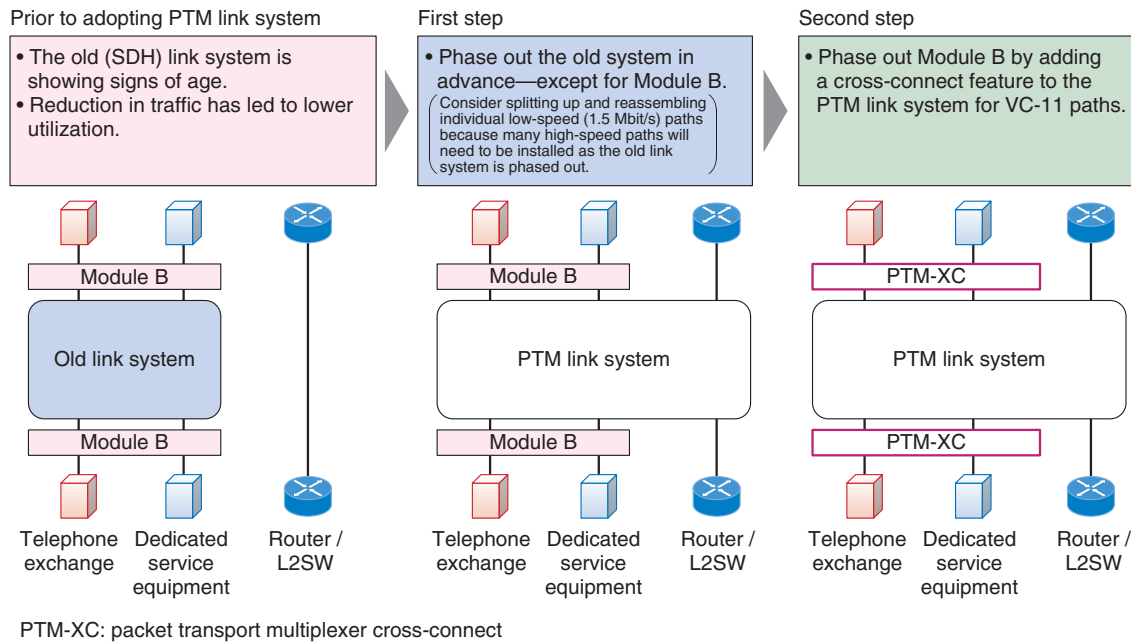 Prior to adopting PTM link system
• The old (SDH) link system is
showing signs of age.
• Reduction in traffic has led to lower
utilization.
First step
• Phase out the old system in
advance—except for Module B.
(Consider splitting up and reassembling
individual low-speed (1.5 Mbit/s) paths
because many high-speed paths will
need to be installed as the old link
system is phased out.)
Second step
• Phase out Module B by adding
a cross-connect feature to the
PTM link system for VC-11 paths.
Module B
Old link system
Module B
Telephone
exchange
Dedicated
service
equipment
Router /
L2SW
Module B
PTM link system
Module B
Telephone
exchange
Dedicated
service
equipment
Router /
L2SW
PTM-XC
PTM link system
PTM-XC
Telephone
exchange
Dedicated
service
equipment
Router /
L2SW
PTM-XC: packet transport multiplexer cross-connect